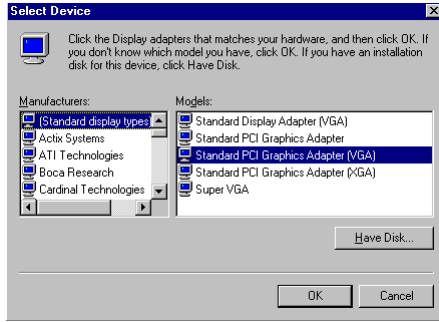 Select Device
Click the Display adapters that matches your hardware, and then click OK. If
you don't know which model you have, click OK. If you have an installation
disk for this device, click Have Disk.
Manufacturers:
(Standard display types)
Actix Systems
ATI Technologies
Boca Research
Cardinal Technologies
Models:
Standard Display Adapter (VGA)
Standard PCI Graphics Adapter
Standard PCI Graphics Adapter (VGA)
Standard PCI Graphics Adapter (XGA)
Super VGA
Have Disk...
OK
Cancel